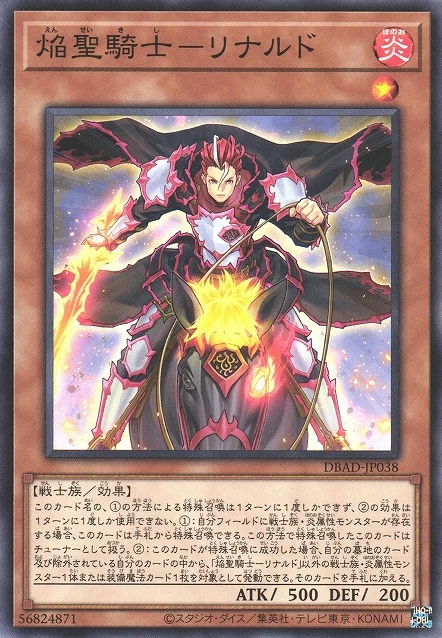 焔聖騎士－リナルド
炎
DBAD-JP038
【戦士族／効果】
このカード名の、①の方法による特殊召喚は１ターンに１度しかできず、②の効果は
１ターンに１度しか使用できない。①：自分フィールドに戦士族・炎属性モンスターが存在
する場合、このカードは手札から特殊召喚できる。この方法で特殊召喚したこのカードは
チューナーとして扱う。②：このカードが特殊召喚に成功した場合、自分の墓地のカード
及び除外されている自分のカードの中から、「焔聖騎士－リナルド」以外の戦士族・炎属性モン
スター１体または装備魔法カード１枚を対象として発動できる。そのカードを手札に加える。
ATK/ 500 DEF/ 200
56824871
©スタジオ・ダイス／集英社・テレビ東京・KONAMI